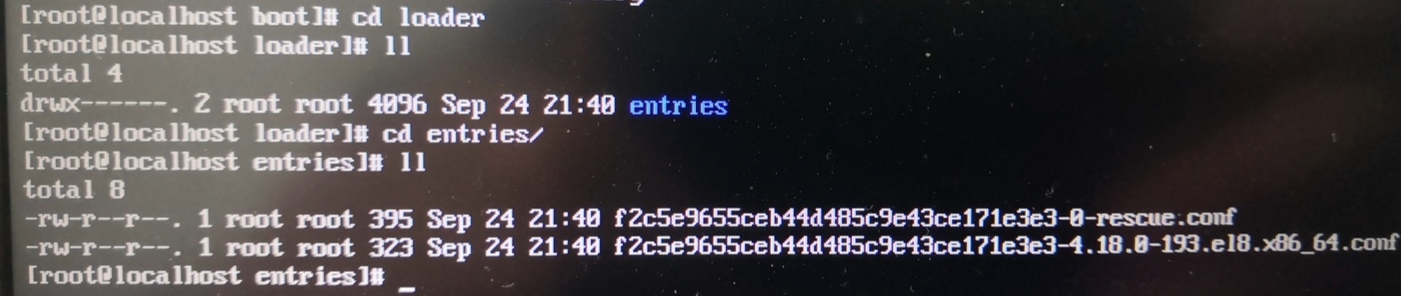 [root@localhost boot]# cd loader
[root@localhost loader]# ll
total 4
drwx------. 2 root root 4096 Sep 24 21:40 entries
[root@localhost loader]# cd entries/
[root@localhost entries]# ll
total 8
-rw-r--r--. 1 root root 395 Sep 24 21:40 f2c5e9655ceb44d485c9e43ce171e3e3-0-rescue.conf
-rw-r--r--. 1 root root 323 Sep 24 21:40 f2c5e9655ceb44d485c9e43ce171e3e3-4.18.0-193.el8.x86_64.conf
[root@localhost entries]# _